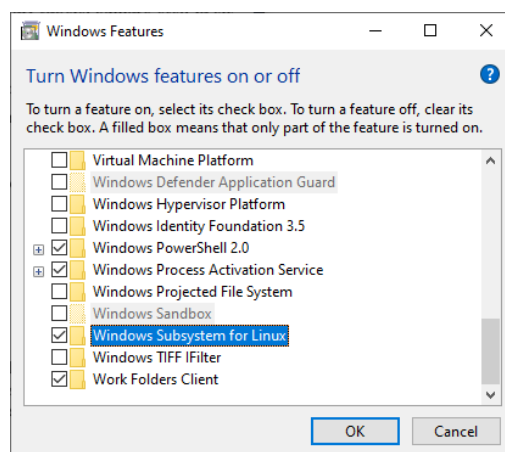 Windows Features
Turn Windows features on or off
To turn a feature on, select its check box. To turn a feature off, clear its
check box. A filled box means that only part of the feature is turned on.
Virtual Machine Platform
Windows Defender Application Guard
Windows Hypervisor Platform
Windows Identity Foundation 3.5
Windows PowerShell 2.0
Windows Process Activation Service
Windows Projected File System
Windows Sandbox
Windows Subsystem for Linux
Windows TIFF IFilter
Work Folders Client
OK Cancel